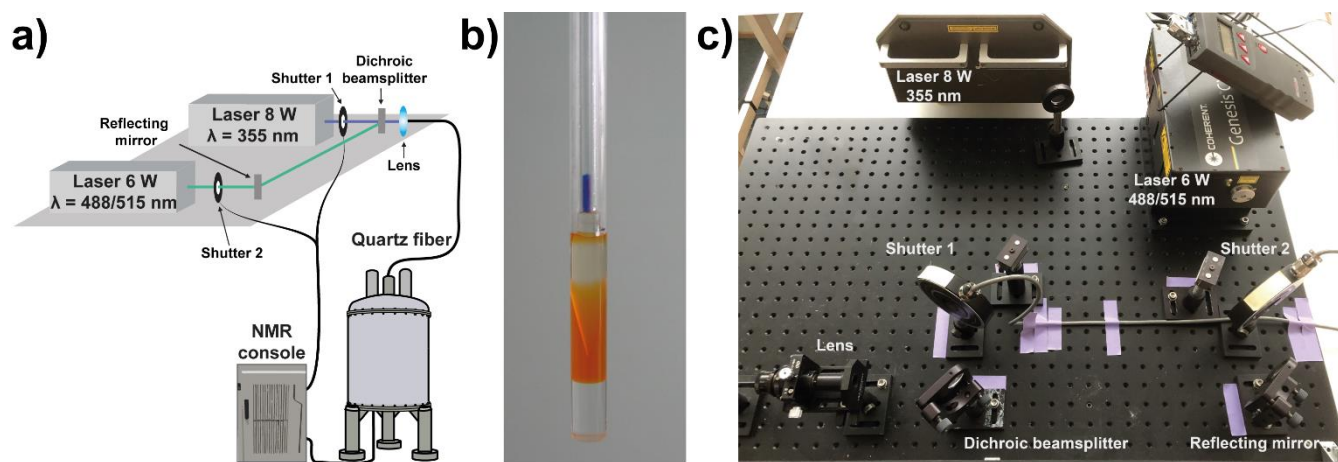 a)
Dichroic
beamsplitter
Shutter 1
Laser 8 W
λ = 355 nm
Reflecting
mirror
Lens
Laser 6 W
λ = 488/515 nm
Shutter 2
Quartz fiber
NMR
console
b)
c)
Laser 8 W
355 nm
COHERENT
Genesis C
Laser 6 W
488/515 nm
Shutter 1
Shutter 2
Lens
Dichroic beamsplitter
Reflecting mirror